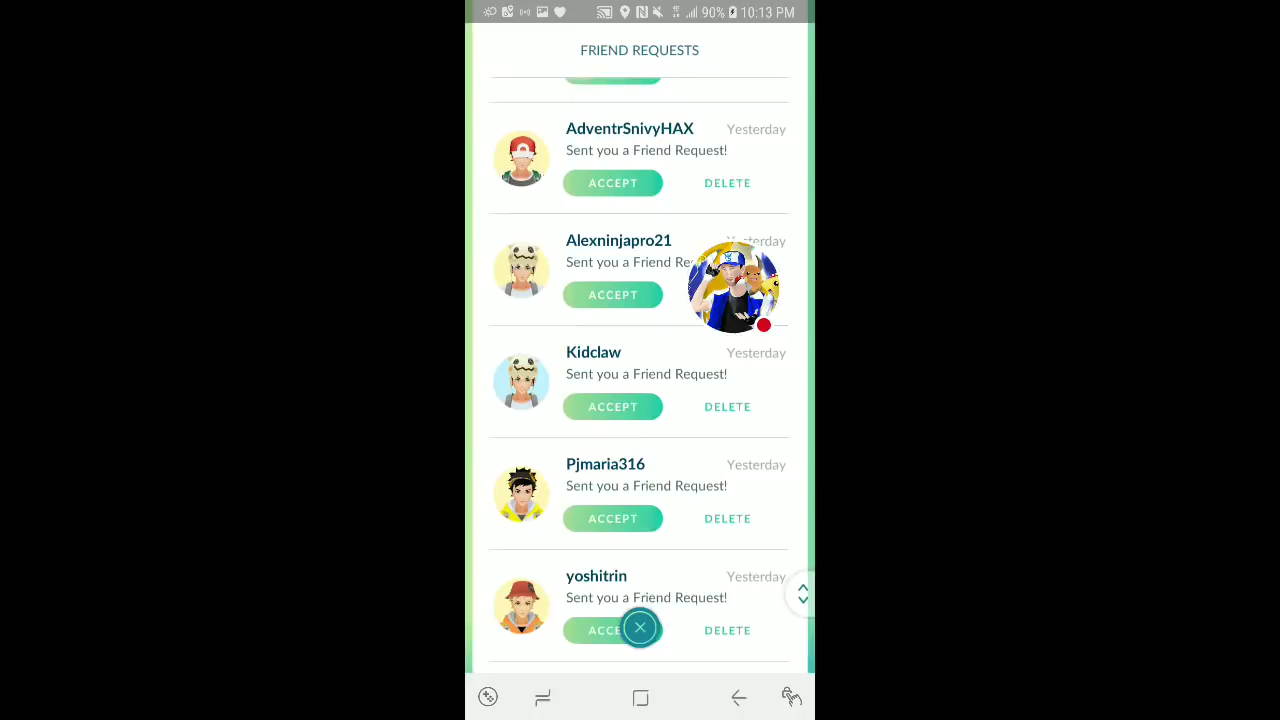 90% 10:13 PM
FRIEND REQUESTS
AdventrSnivyHAX Yesterday
Sent you a Friend Request!
ACCEPT DELETE
Alexninjapro21 Yesterday
Sent you a Friend
ACCEPT
Kidclaw Yesterday
Sent you a Friend Request!
ACCEPT DELETE
Pjmaria316 Yesterday
Sent you a Friend Request!
ACCEPT DELETE
yoshitrin Yesterday
Sent you a Friend Request!
DELETE